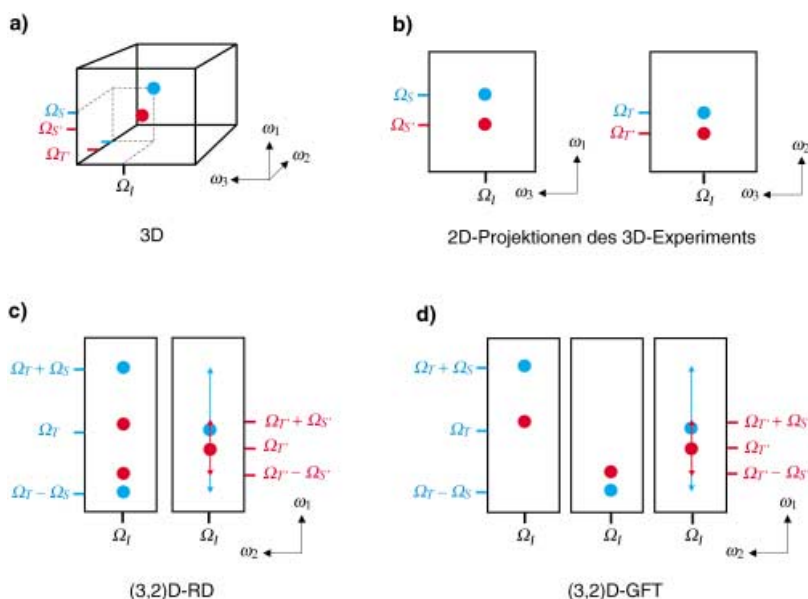 a)
Ω_S
Ω_S'
Ω_T'
Ω_I
ω_1
ω_2
ω_3
3D
b)
Ω_S
Ω_S'
Ω_I
ω_1
ω_3
Ω_T
Ω_T'
Ω_I
ω_2
ω_3
2D-Projektionen des 3D-Experiments
c)
Ω_T + Ω_S
Ω_T
Ω_T − Ω_S
Ω_I
Ω_I
Ω_T' + Ω_S'
Ω_T'
Ω_T' − Ω_S'
ω_1
ω_2
(3,2)D-RD
d)
Ω_T + Ω_S
Ω_T
Ω_T − Ω_S
Ω_I
Ω_I
Ω_I
Ω_T' + Ω_S'
Ω_T'
Ω_T' − Ω_S'
ω_1
ω_2
(3,2)D-GFT